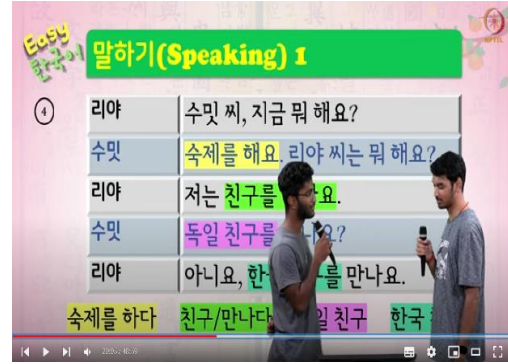 Easy 한국어
말하기(Speaking) 1
4
리야 수밋 씨, 지금 뭐 해요?
수밋 숙제를 해요. 리야 씨는 뭐 해요?
리야 저는 친구를 요.
수밋 독일 친구를 요?
리야 아니요, 를 만나요.
숙제를 하다 친구/만나다 친구 한국